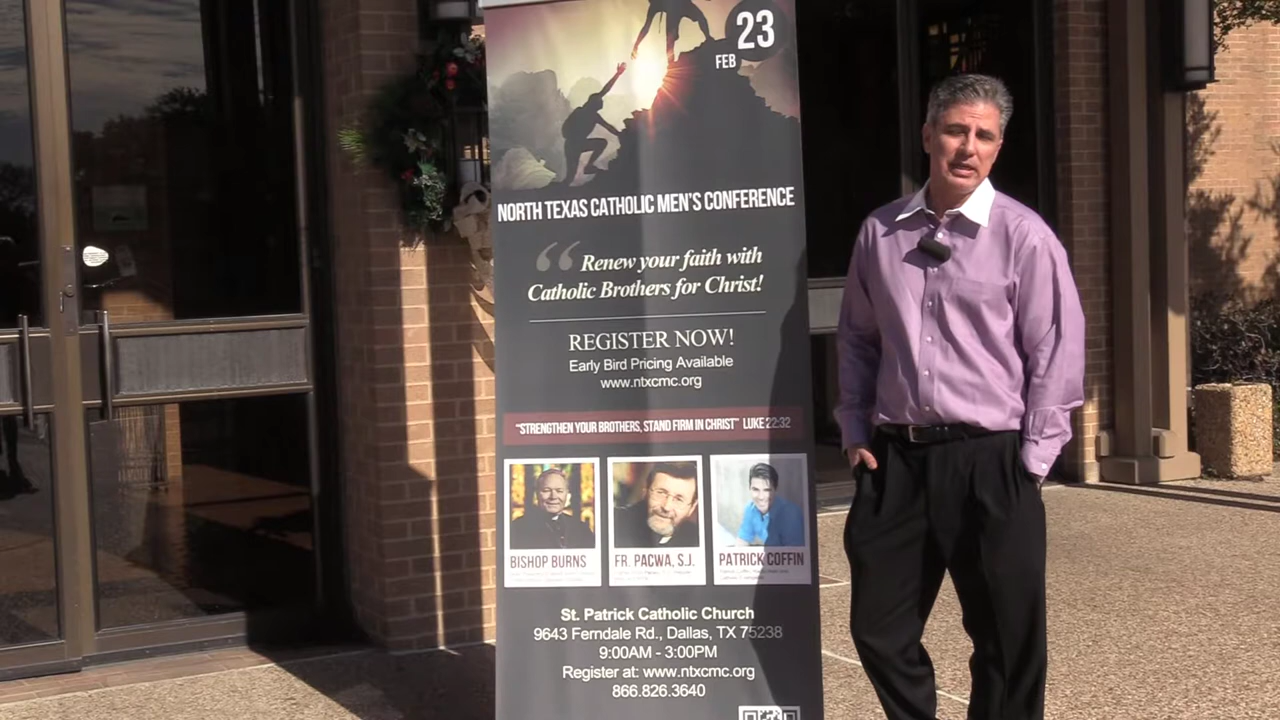 23
FEB
NORTH TEXAS CATHOLIC MEN'S CONFERENCE
“ Renew your faith with
Catholic Brothers for Christ!
REGISTER NOW!
Early Bird Pricing Available
www.ntxcmc.org
"STRENGTHEN YOUR BROTHERS, STAND FIRM IN CHRIST" LUKE 22:32
BISHOP BURNS
FR. PACWA, S.J.
PATRICK COFFIN
St. Patrick Catholic Church
9643 Ferndale Rd., Dallas, TX 75238
9:00AM - 3:00PM
Register at: www.ntxcmc.org
866.826.3640